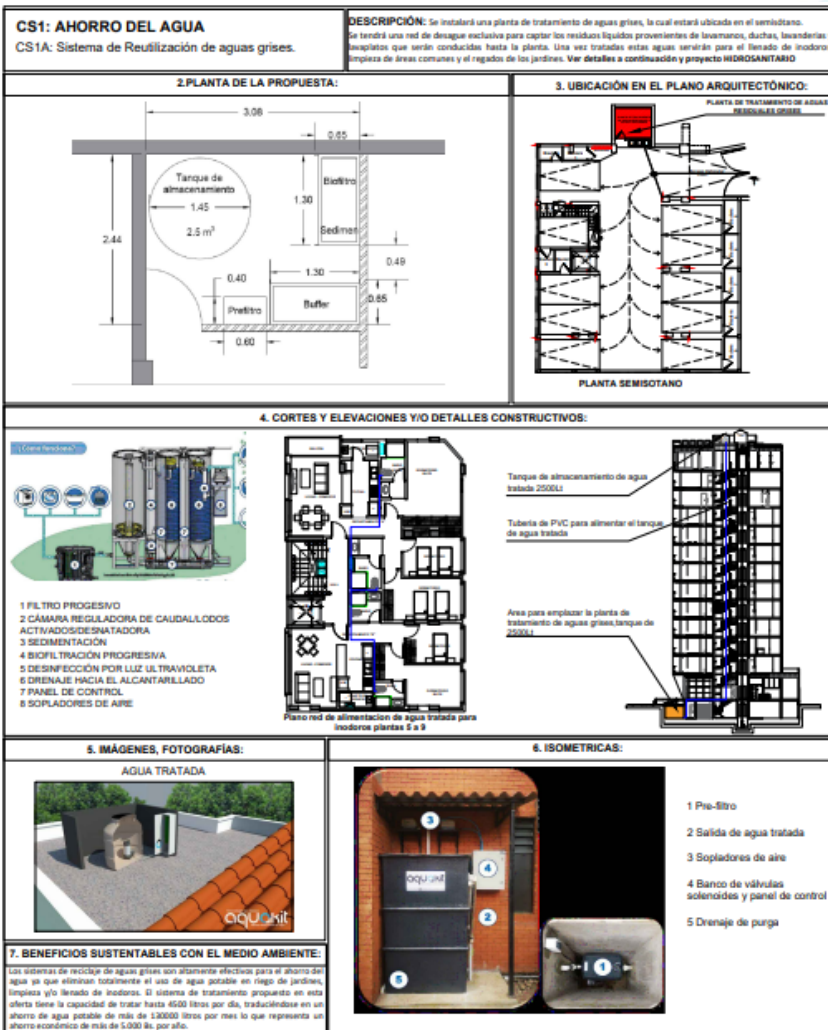 CS1: AHORRO DEL AGUA
CS1A: Sistema de Reutilización de aguas grises.
DESCRIPCIÓN: Se instalará una planta de tratamiento de aguas grises, la cual estará ubicada en el semisótano.
Se tendrá una red de desague exclusiva para captar los residuos líquidos provenientes de lavamanos, duchas, lavanderías
lavaplatos que serán conducidas hasta la planta. Una vez tratadas estas aguas servirán para el llenado de inodoro
limpieza de áreas comunes y el regados de los jardines. Ver detalles a continuación y proyecto HIDROSANITARIO
2.PLANTA DE LA PROPUESTA:
3.08
0.65
Tanque de
almacenamiento
1.45
2.5 m³
Biofiltro
1.30
Sedimen
2.44
0.49
0.40
1.30
Prefiltro
Buffer
0.65
0.60
3. UBICACIÓN EN EL PLANO ARQUITECTÓNICO:
PLANTA DE TRATAMIENTO DE AGUAS
RESIDUALES GRISES
PLANTA SEMISOTANO
4. CORTES Y ELEVACIONES Y/O DETALLES CONSTRUCTIVOS:
¿Cómo funciona?
1 FILTRO PROGESIVO
2 CÁMARA REGULADORA DE CAUDAL/LODOS
ACTIVADOS/DESNATADORA
3 SEDIMENTACIÓN
4 BIOFILTRACIÓN PROGRESIVA
5 DESINFECCIÓN POR LUZ ULTRAVIOLETA
6 DRENAJE HACIA EL ALCANTARILLADO
7 PANEL DE CONTROL
8 SOPLADORES DE AIRE
Plano red de alimentacion de agua tratada para
inodoros plantas 5 a 9
Tanque de almacenamiento de agua
tratada 2500Lt
Tuberia de PVC para alimentar el tanque
de agua tratada
Area para emplazar la planta de
tratamiento de aguas grises,tanque de
2500Lt
5. IMÁGENES, FOTOGRAFÍAS:
AGUA TRATADA
aquakit
6. ISOMETRICAS:
3
aquakit
4
2
5
1
1 Pre-filtro
2 Salida de agua tratada
3 Sopladores de aire
4 Banco de válvulas
solenoides y panel de control
5 Drenaje de purga
7. BENEFICIOS SUSTENTABLES CON EL MEDIO AMBIENTE:
Los sistemas de reciclaje de aguas grises son altamente efectivos para el ahorro del
agua ya que eliminan totalmente el uso de agua potable en riego de jardines,
limpieza y/o llenado de inodoros. El sistema de tratamiento propuesto en esta
oferta tiene la capacidad de tratar hasta 4500 litros por día, traduciéndose en un
ahorro de agua potable de más de 130000 litros por mes lo que representa un
ahorro económico de más de 5.000 Bs. por año.